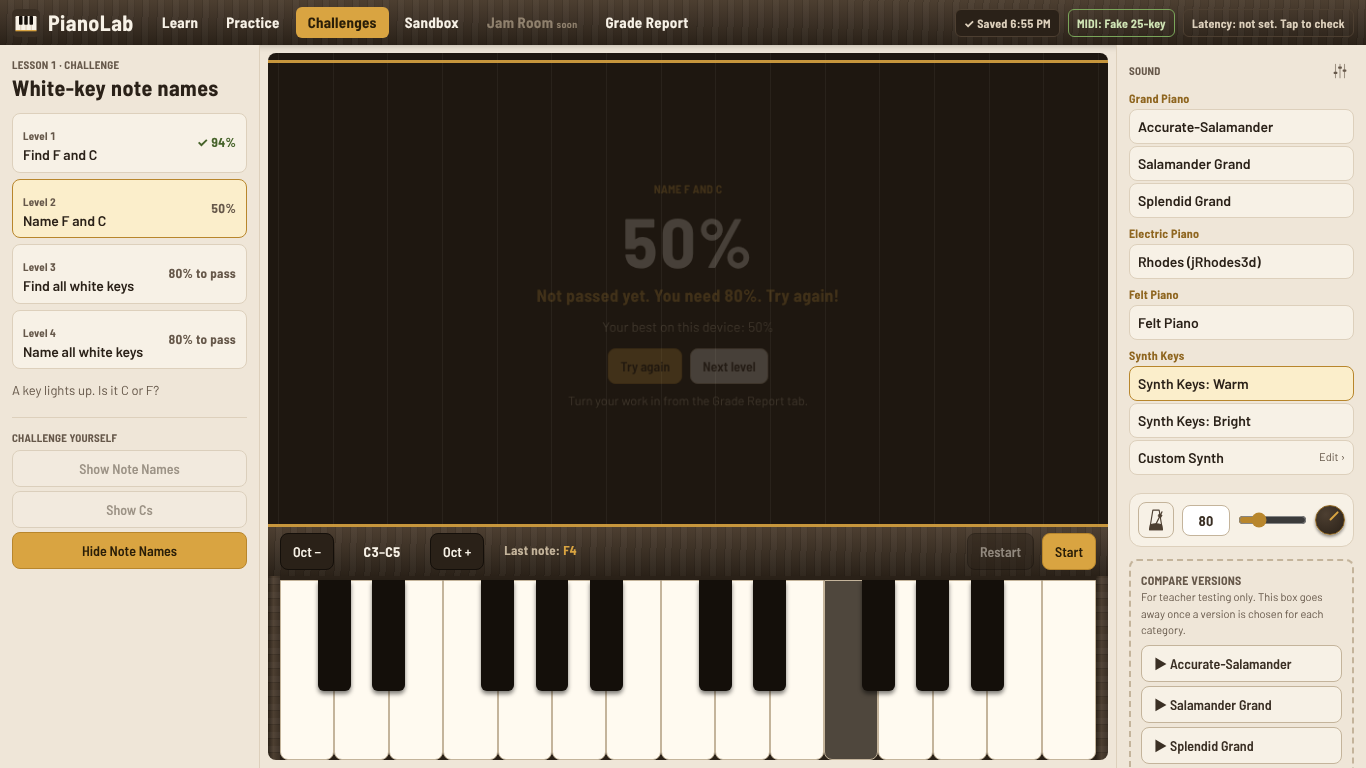 PianoLab
Learn
Practice
Challenges
Sandbox
Jam Room soon
Grade Report
✓ Saved 6:55 PM
MIDI: Fake 25-key
Latency: not set. Tap to check
LESSON 1 · CHALLENGE
White-key note names
Level 1
Find F and C
✓ 94%
Level 2
Name F and C
50%
Level 3
Find all white keys
80% to pass
Level 4
Name all white keys
80% to pass
A key lights up. Is it C or F?
CHALLENGE YOURSELF
Show Note Names
Show Cs
Hide Note Names
NAME F AND C
50%
Not passed yet. You need 80%. Try again!
Your best on this device: 50%
Try again
Next level
Turn your work in from the Grade Report tab.
Oct −
C3–C5
Oct +
Last note: F4
Restart
Start
SOUND
Grand Piano
Accurate-Salamander
Salamander Grand
Splendid Grand
Electric Piano
Rhodes (jRhodes3d)
Felt Piano
Felt Piano
Synth Keys
Synth Keys: Warm
Synth Keys: Bright
Custom Synth
Edit ›
80
COMPARE VERSIONS
For teacher testing only. This box goes
away once a version is chosen for each
category.
▶ Accurate-Salamander
▶ Salamander Grand
▶ Splendid Grand